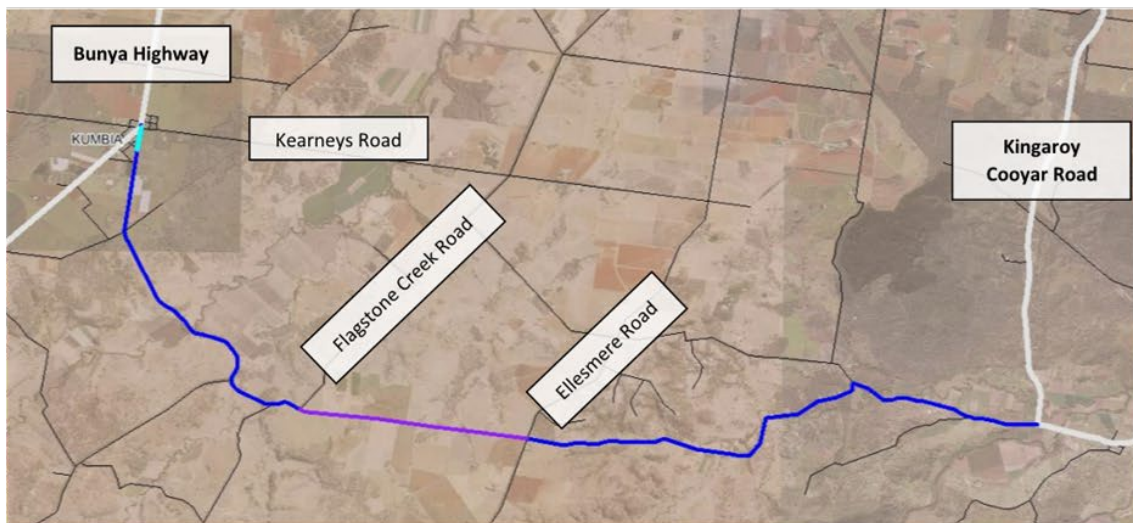 Bunya Highway
KUMBIA
Kearneys Road
Kingaroy
Cooyar Road
Flagstone Creek Road
Ellesmere Road